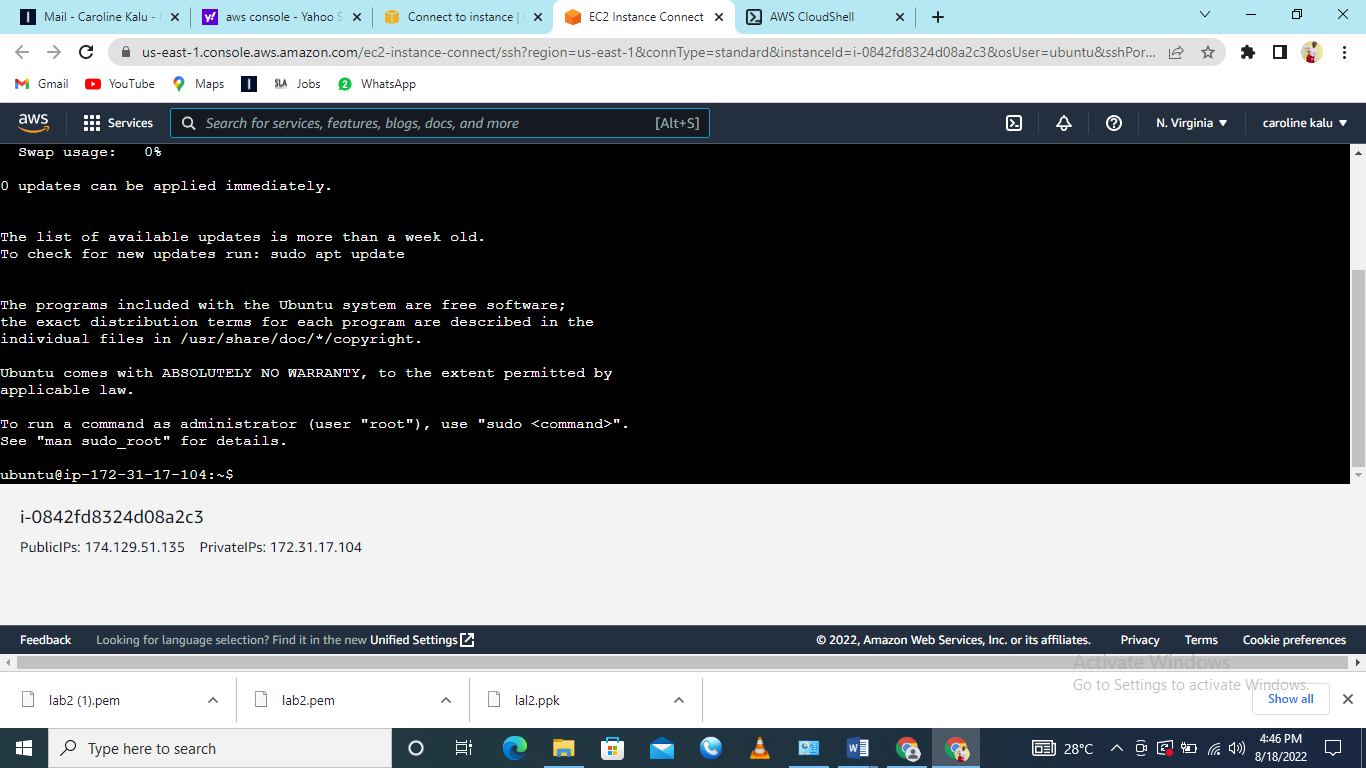 Mail - Caroline Kalu -
aws console - Yahoo S
Connect to instance |
EC2 Instance Connect
AWS CloudShell
us-east-1.console.aws.amazon.com/ec2-instance-connect/ssh?region=us-east-1&connType=standard&instanceId=i-0842fd8324d08a2c3&osUser=ubuntu&sshPor...
Gmail
YouTube
Maps
SLA Jobs
2 WhatsApp
aws
Services
Search for services, features, blogs, docs, and more [Alt+S]
N. Virginia
caroline kalu
Swap usage: 0%
0 updates can be applied immediately.
The list of available updates is more than a week old.
To check for new updates run: sudo apt update
The programs included with the Ubuntu system are free software;
the exact distribution terms for each program are described in the
individual files in /usr/share/doc/*/copyright.
Ubuntu comes with ABSOLUTELY NO WARRANTY, to the extent permitted by
applicable law.
To run a command as administrator (user "root"), use "sudo <command>".
See "man sudo_root" for details.
ubuntu@ip-172-31-17-104:~$
i-0842fd8324d08a2c3
PublicIPs: 174.129.51.135 PrivateIPs: 172.31.17.104
Feedback
Looking for language selection? Find it in the new Unified Settings
© 2022, Amazon Web Services, Inc. or its affiliates.
Privacy
Terms
Cookie preferences
Activate Windows
Go to Settings to activate Windows.
lab2 (1).pem
lab2.pem
lal2.ppk
Show all
Type here to search
28°C
4:46 PM
8/18/2022